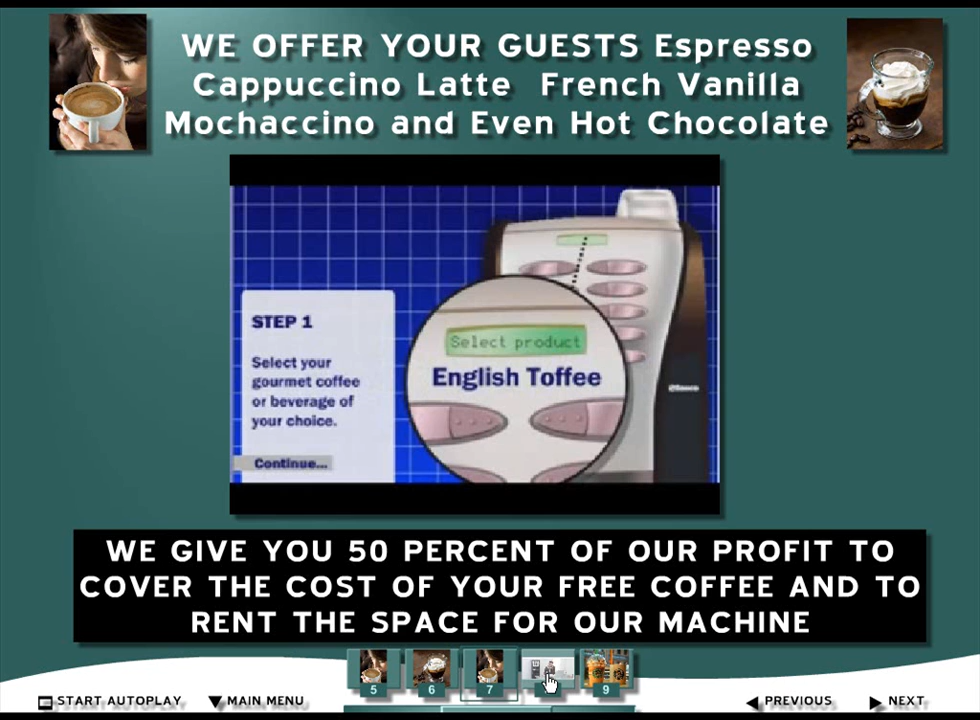 WE OFFER YOUR GUESTS Espresso
Cappuccino Latte French Vanilla
Mochaccino and Even Hot Chocolate
Select product
English Toffee
STEP 1
Select your
gourmet coffee
or beverage of
your choice.
Continue...
WE GIVE YOU 50 PERCENT OF OUR PROFIT TO
COVER THE COST OF YOUR FREE COFFEE AND TO
RENT THE SPACE FOR OUR MACHINE
5 6 7 9
START AUTOPLAY MAIN MENU PREVIOUS NEXT